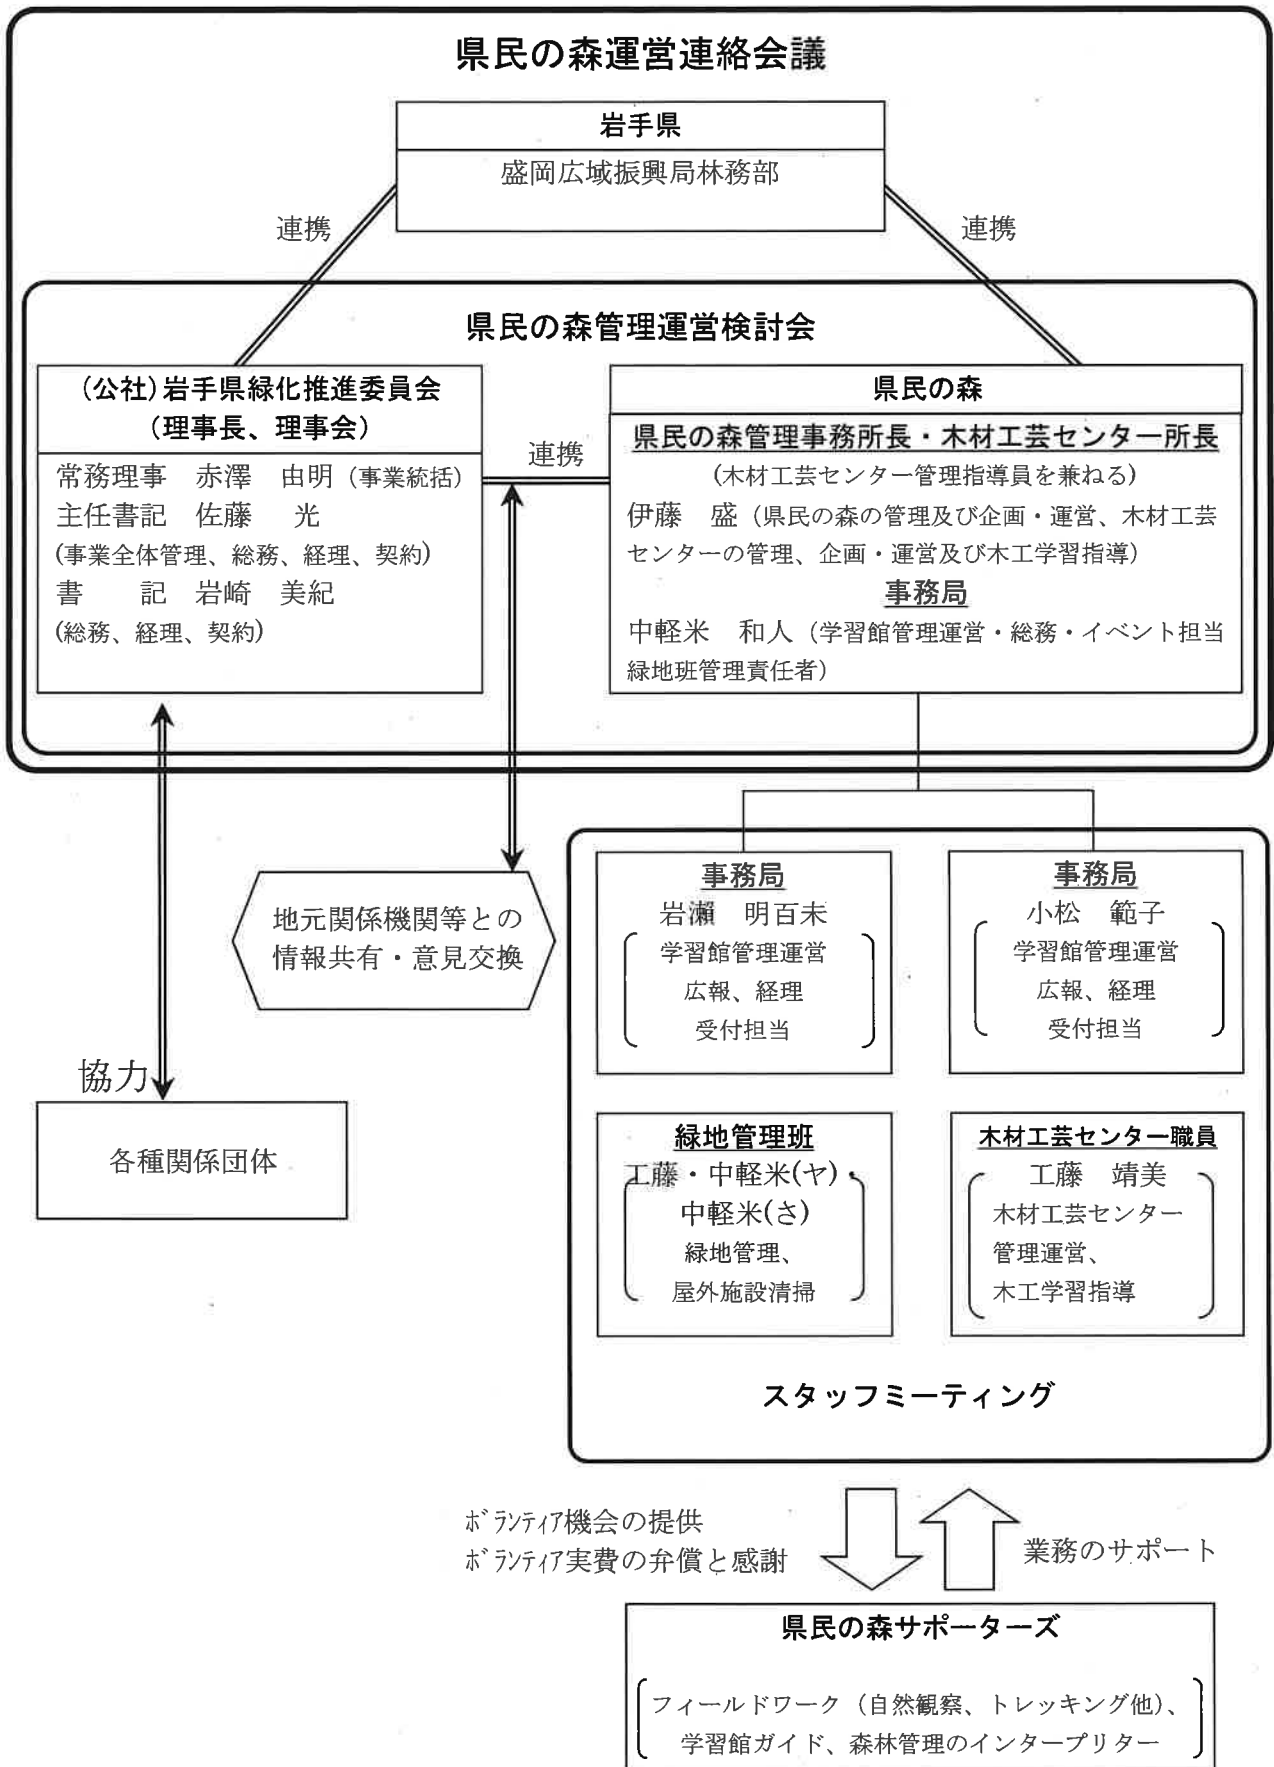 県民の森運営連絡会議
岩手県
盛岡広域振興局林務部
連携
連携
県民の森管理運営検討会
(公社)岩手県緑化推進委員会
(理事長、理事会)
常務理事 赤澤 由明(事業統括)
主任書記 佐藤 光
(事業全体管理、総務、経理、契約)
書 記 岩崎 美紀
(総務、経理、契約)
連携
県民の森
県民の森管理事務所長・木材工芸センター所長
(木材工芸センター管理指導員を兼ねる)
伊藤 盛(県民の森の管理及び企画・運営、木材工芸
センターの管理、企画・運営及び木工学習指導)
事務局
中軽米 和人(学習館管理運営・総務・イベント担当
緑地班管理責任者)
地元関係機関等との
情報共有・意見交換
協力
各種関係団体
事務局
岩瀬 明百未
学習館管理運営
広報、経理
受付担当
事務局
小松 範子
学習館管理運営
広報、経理
受付担当
緑地管理班
工藤・中軽米(ヤ)・
中軽米(さ)
緑地管理、
屋外施設清掃
木材工芸センター職員
工藤 靖美
木材工芸センター
管理運営、
木工学習指導
スタッフミーティング
ボランティア機会の提供
ボランティア実費の弁償と感謝
業務のサポート
県民の森サポーターズ
フィールドワーク(自然観察、トレッキング他)、
学習館ガイド、森林管理のインタープリター